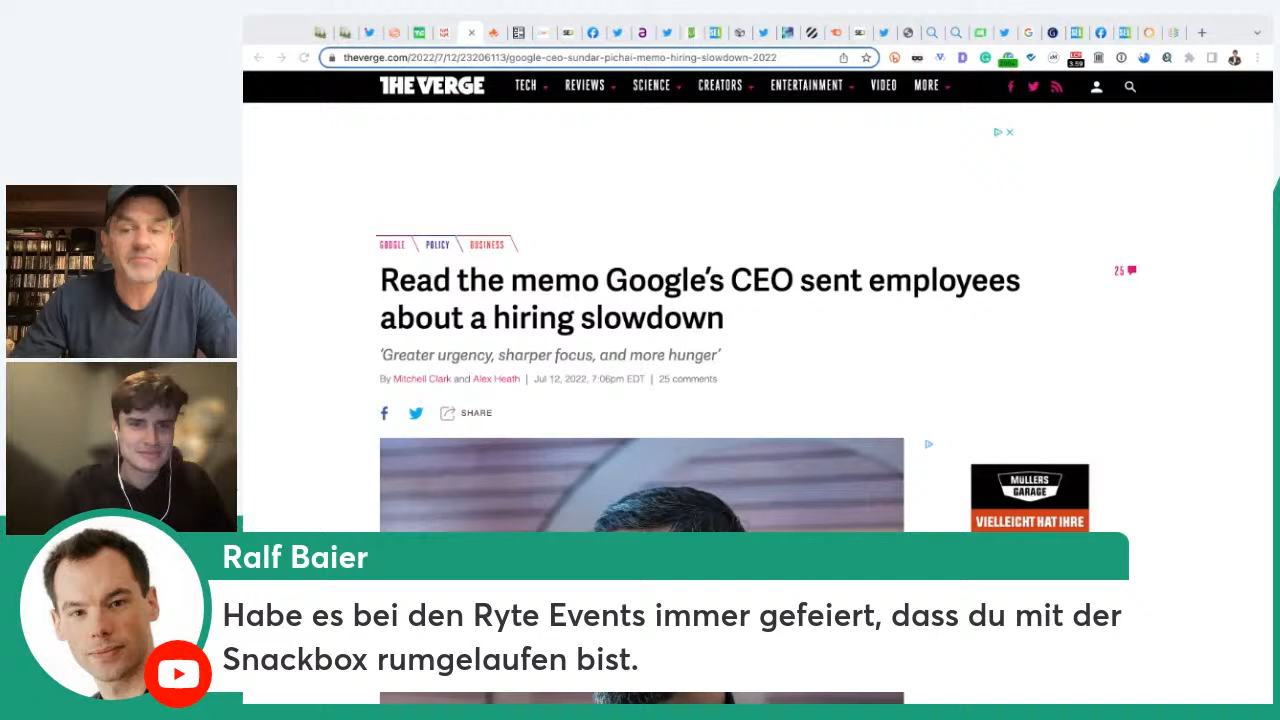 theverge.com/2022/7/12/23206113/google-ceo-sundar-pichai-memo-hiring-slowdown-2022
THE VERGE
TECH
REVIEWS
SCIENCE
CREATORS
ENTERTAINMENT
VIDEO
MORE
GOOGLE
POLICY
BUSINESS
Read the memo Google's CEO sent employees
about a hiring slowdown
25
'Greater urgency, sharper focus, and more hunger'
By Mitchell Clark and Alex Heath | Jul 12, 2022, 7:06pm EDT | 25 comments
SHARE
MÜLLERS
GARAGE
VIELLEICHT HAT IHRE
Ralf Baier
Habe es bei den Ryte Events immer gefeiert, dass du mit der
Snackbox rumgelaufen bist.